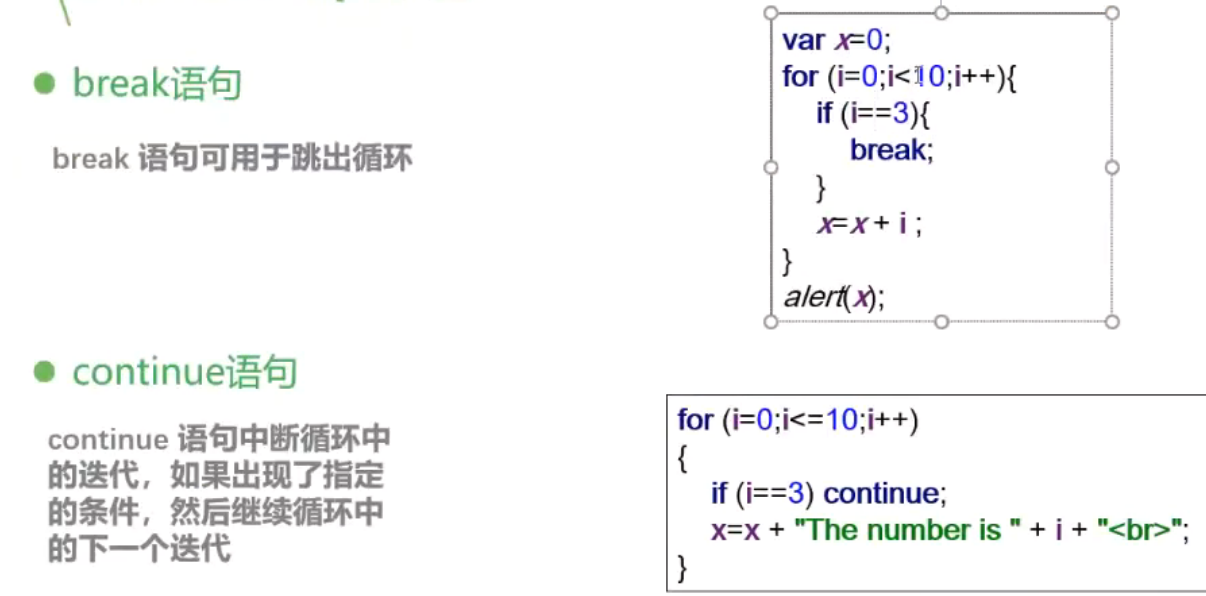 break语句
break 语句可用于跳出循环
var x=0;
for (i=0;i<10;i++){
if (i==3){
break;
}
x=x + i ;
}
alert(x);
continue语句
continue 语句中断循环中
的迭代，如果出现了指定
的条件，然后继续循环中
的下一个迭代
for (i=0;i<=10;i++)
{
if (i==3) continue;
x=x + "The number is " + i + "<br>";
}